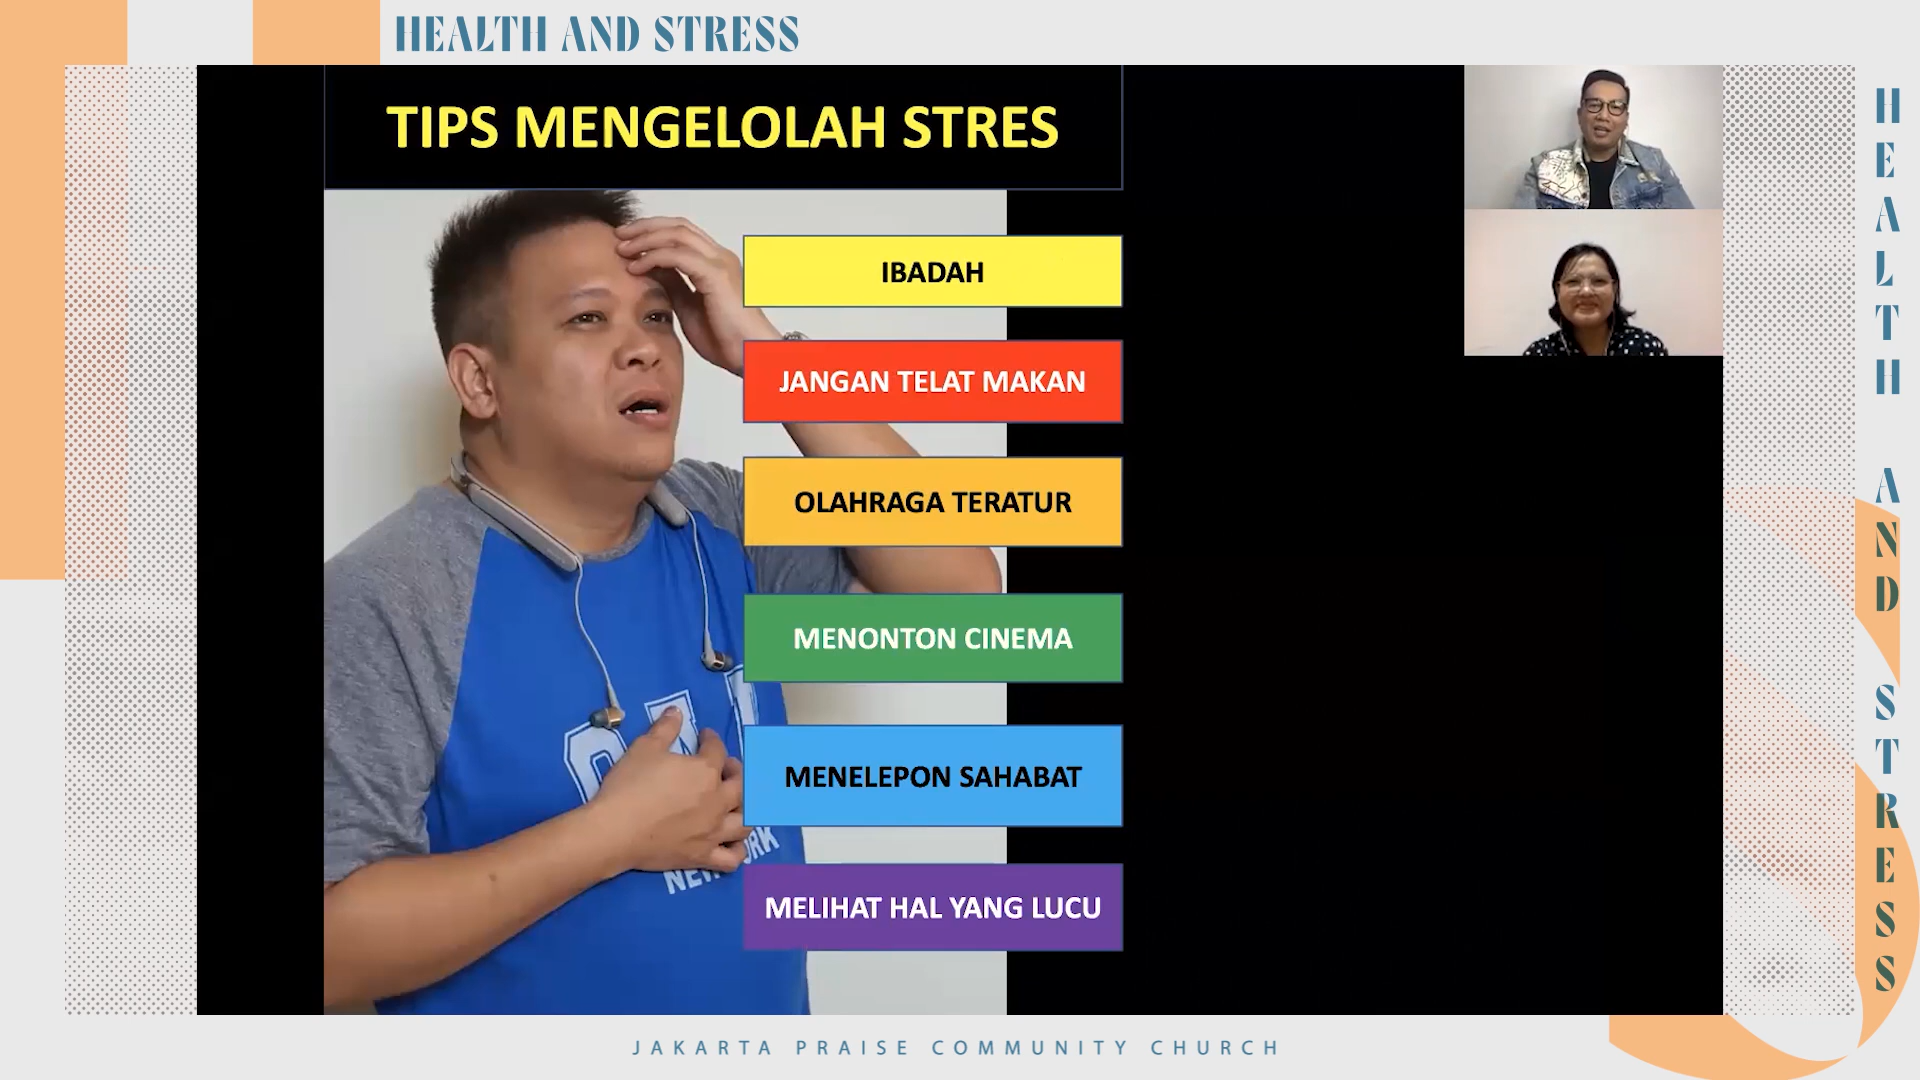 HEALTH AND STRESS
TIPS MENGELOLAH STRES
IBADAH
JANGAN TELAT MAKAN
OLAHRAGA TERATUR
MENONTON CINEMA
MENELEPON SAHABAT
MELIHAT HAL YANG LUCU
HEALTH AND STRESS
JAKARTA PRAISE COMMUNITY CHURCH